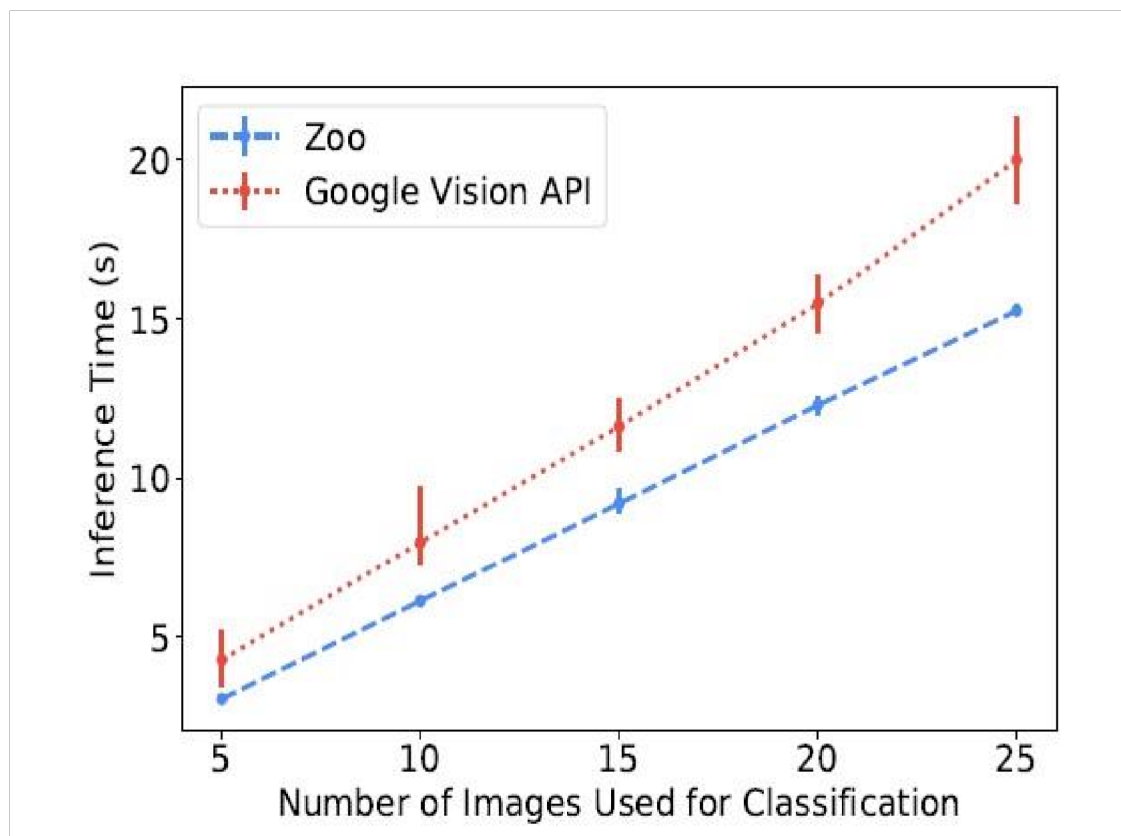 Zoo
Google Vision API
20
15
10
5
Inference Time (s)
5 10 15 20 25
Number of Images Used for Classification